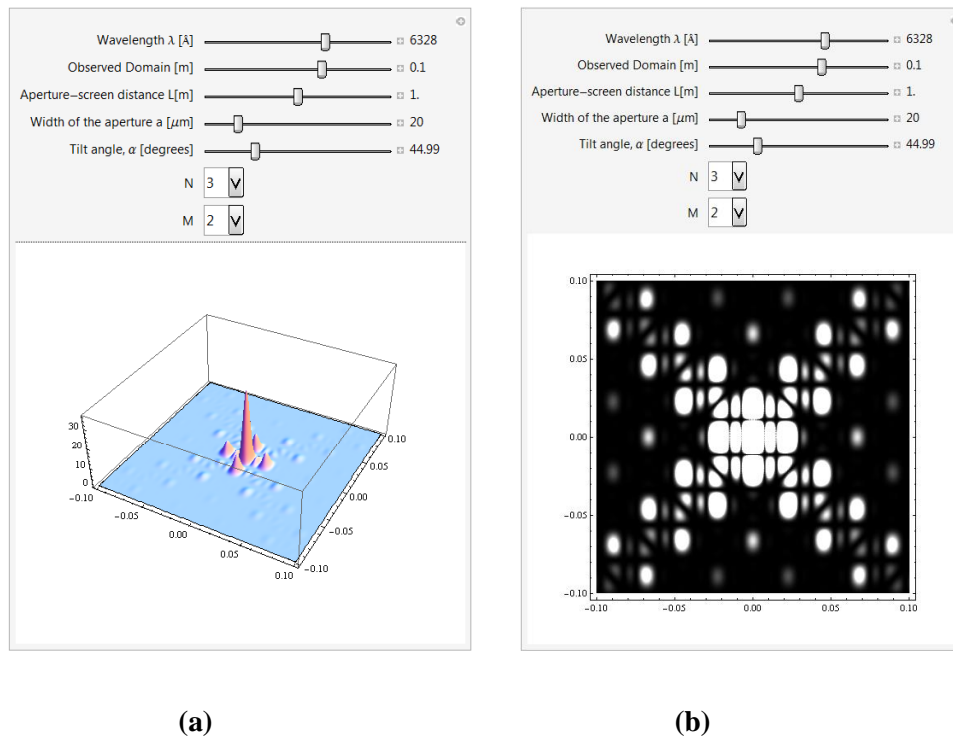 Wavelength λ [Å] 6328
Observed Domain [m] 0.1
Aperture−screen distance L[m] 1.
Width of the aperture a [μm] 20
Tilt angle, α [degrees] 44.99
N 3
M 2
30
20
10
0
−0.10
−0.05
0.00
0.05
0.10
−0.10
−0.05
0.00
0.05
0.10
(a)
Wavelength λ [Å] 6328
Observed Domain [m] 0.1
Aperture−screen distance L[m] 1.
Width of the aperture a [μm] 20
Tilt angle, α [degrees] 44.99
N 3
M 2
0.10
0.05
0.00
−0.05
−0.10
−0.10 −0.05 0.00 0.05 0.10
(b)